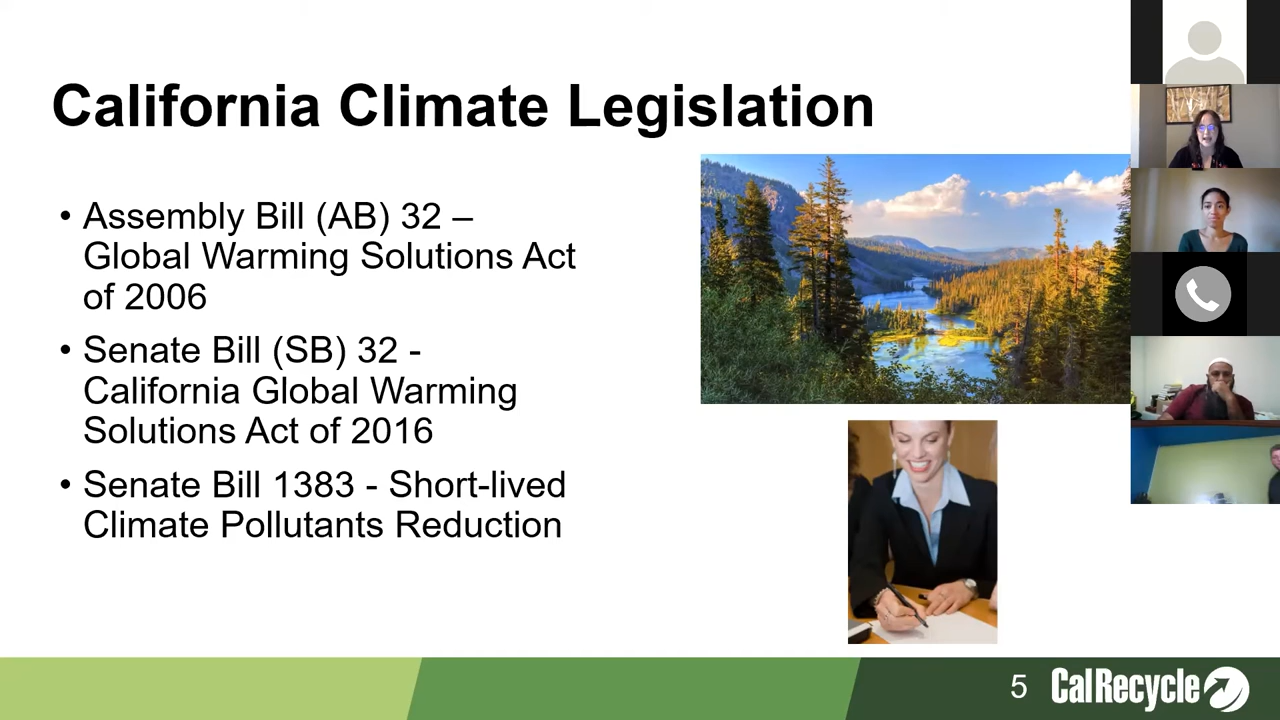 California Climate Legislation
• Assembly Bill (AB) 32 –
Global Warming Solutions Act
of 2006
• Senate Bill (SB) 32 -
California Global Warming
Solutions Act of 2016
• Senate Bill 1383 - Short-lived
Climate Pollutants Reduction
5
CalRecycle